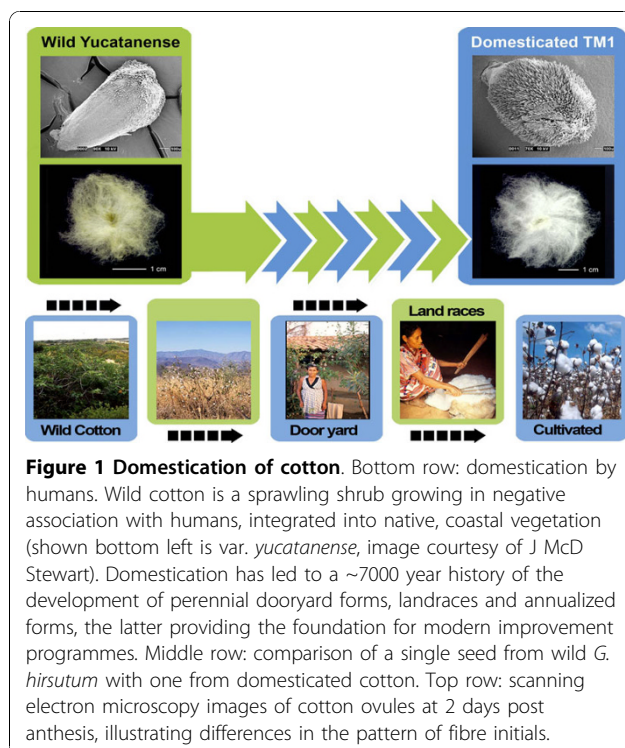 Wild Yucatanense
Domesticated TM1
1 cm
1 cm
Land races
Wild Cotton
Door yard
Cultivated
Figure 1 Domestication of cotton. Bottom row: domestication by
humans. Wild cotton is a sprawling shrub growing in negative
association with humans, integrated into native, coastal vegetation
(shown bottom left is var. yucatanense, image courtesy of J McD
Stewart). Domestication has led to a ~7000 year history of the
development of perennial dooryard forms, landraces and annualized
forms, the latter providing the foundation for modern improvement
programmes. Middle row: comparison of a single seed from wild G.
hirsutum with one from domesticated cotton. Top row: scanning
electron microscopy images of cotton ovules at 2 days post
anthesis, illustrating differences in the pattern of fibre initials.